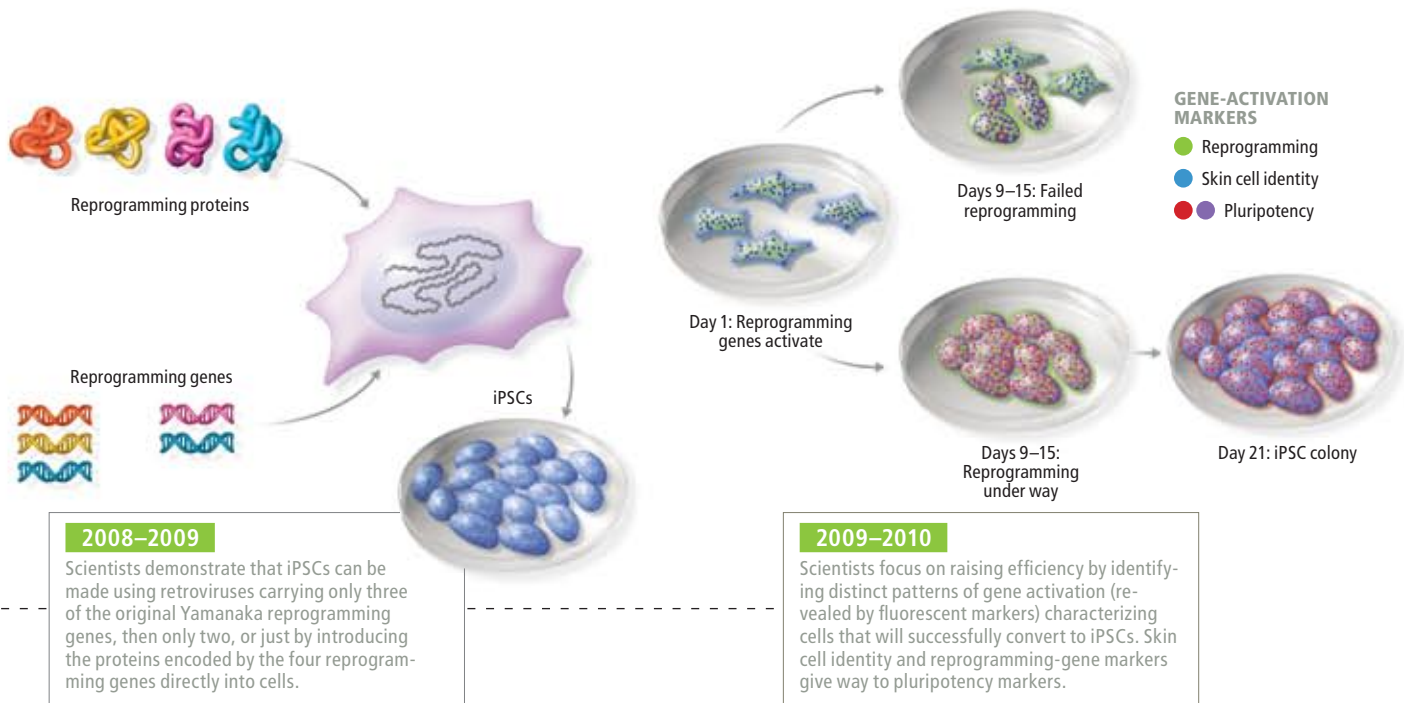 Reprogramming proteins
Reprogramming genes
iPSCs
2008–2009
Scientists demonstrate that iPSCs can be
made using retroviruses carrying only three
of the original Yamanaka reprogramming
genes, then only two, or just by introducing
the proteins encoded by the four reprogram-
ming genes directly into cells.
Day 1: Reprogramming
genes activate
Days 9–15: Failed
reprogramming
GENE-ACTIVATION
MARKERS
Reprogramming
Skin cell identity
Pluripotency
Days 9–15:
Reprogramming
under way
Day 21: iPSC colony
2009–2010
Scientists focus on raising efficiency by identify-
ing distinct patterns of gene activation (re-
vealed by fluorescent markers) characterizing
cells that will successfully convert to iPSCs. Skin
cell identity and reprogramming-gene markers
give way to pluripotency markers.